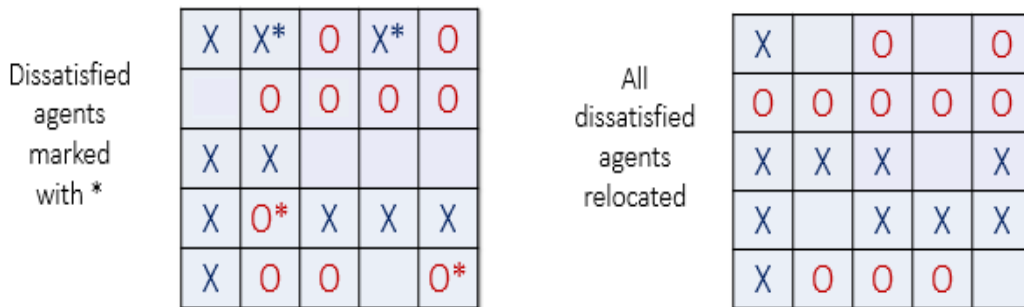 Dissatisfied
agents
marked
with *
X X* O X* O
O O O O
X X
X O* X X X
X O O O*
All
dissatisfied
agents
relocated
X O O
O O O O O
X X X X
X X X X
X O O O